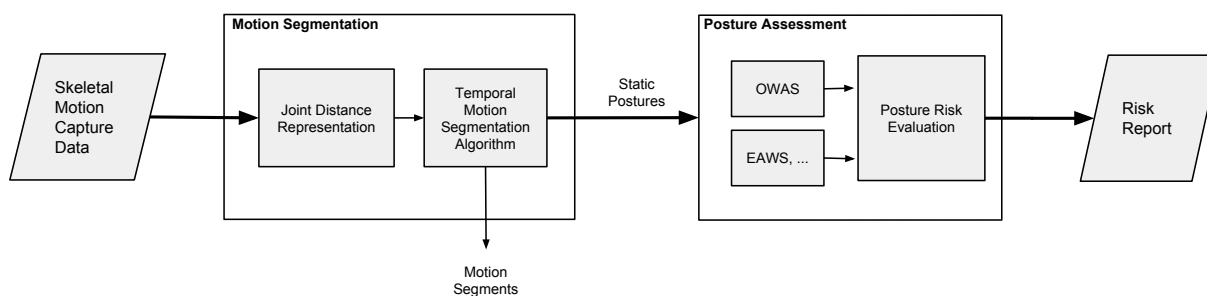 Motion Segmentation
Posture Assessment
Skeletal
Motion
Capture
Data
Joint Distance
Representation
Temporal
Motion
Segmentation
Algorithm
Static
Postures
OWAS
EAWS, ...
Posture Risk
Evaluation
Risk
Report
Motion
Segments